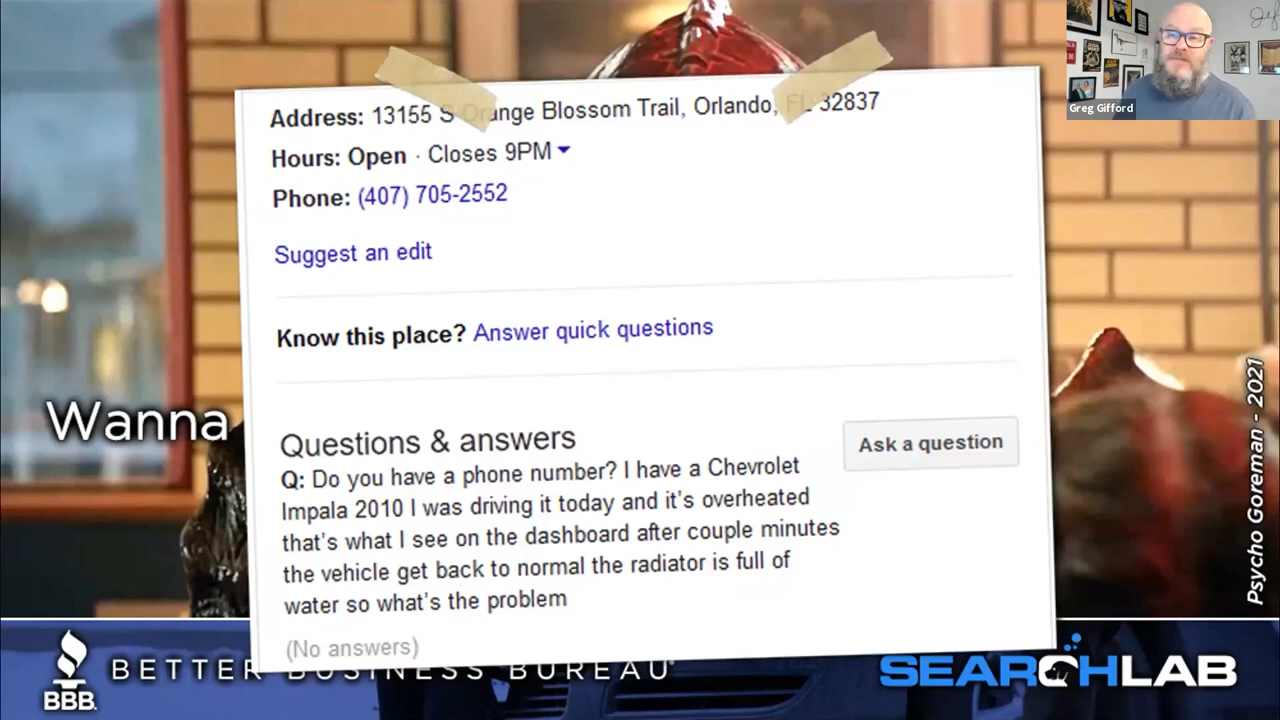 Greg Gifford
Address: 13155 S Orange Blossom Trail, Orlando, FL 32837
Hours: Open · Closes 9PM
Phone: (407) 705-2552
Suggest an edit
Know this place? Answer quick questions
Wanna
Questions & answers
Ask a question
Q: Do you have a phone number? I have a Chevrolet
Impala 2010 I was driving it today and it's overheated
that's what I see on the dashboard after couple minutes
the vehicle get back to normal the radiator is full of
water so what's the problem
(No answers)
Psycho Goreman - 2021
BBB.
BETTER BUSINESS BUREAU
SEARCHLAB